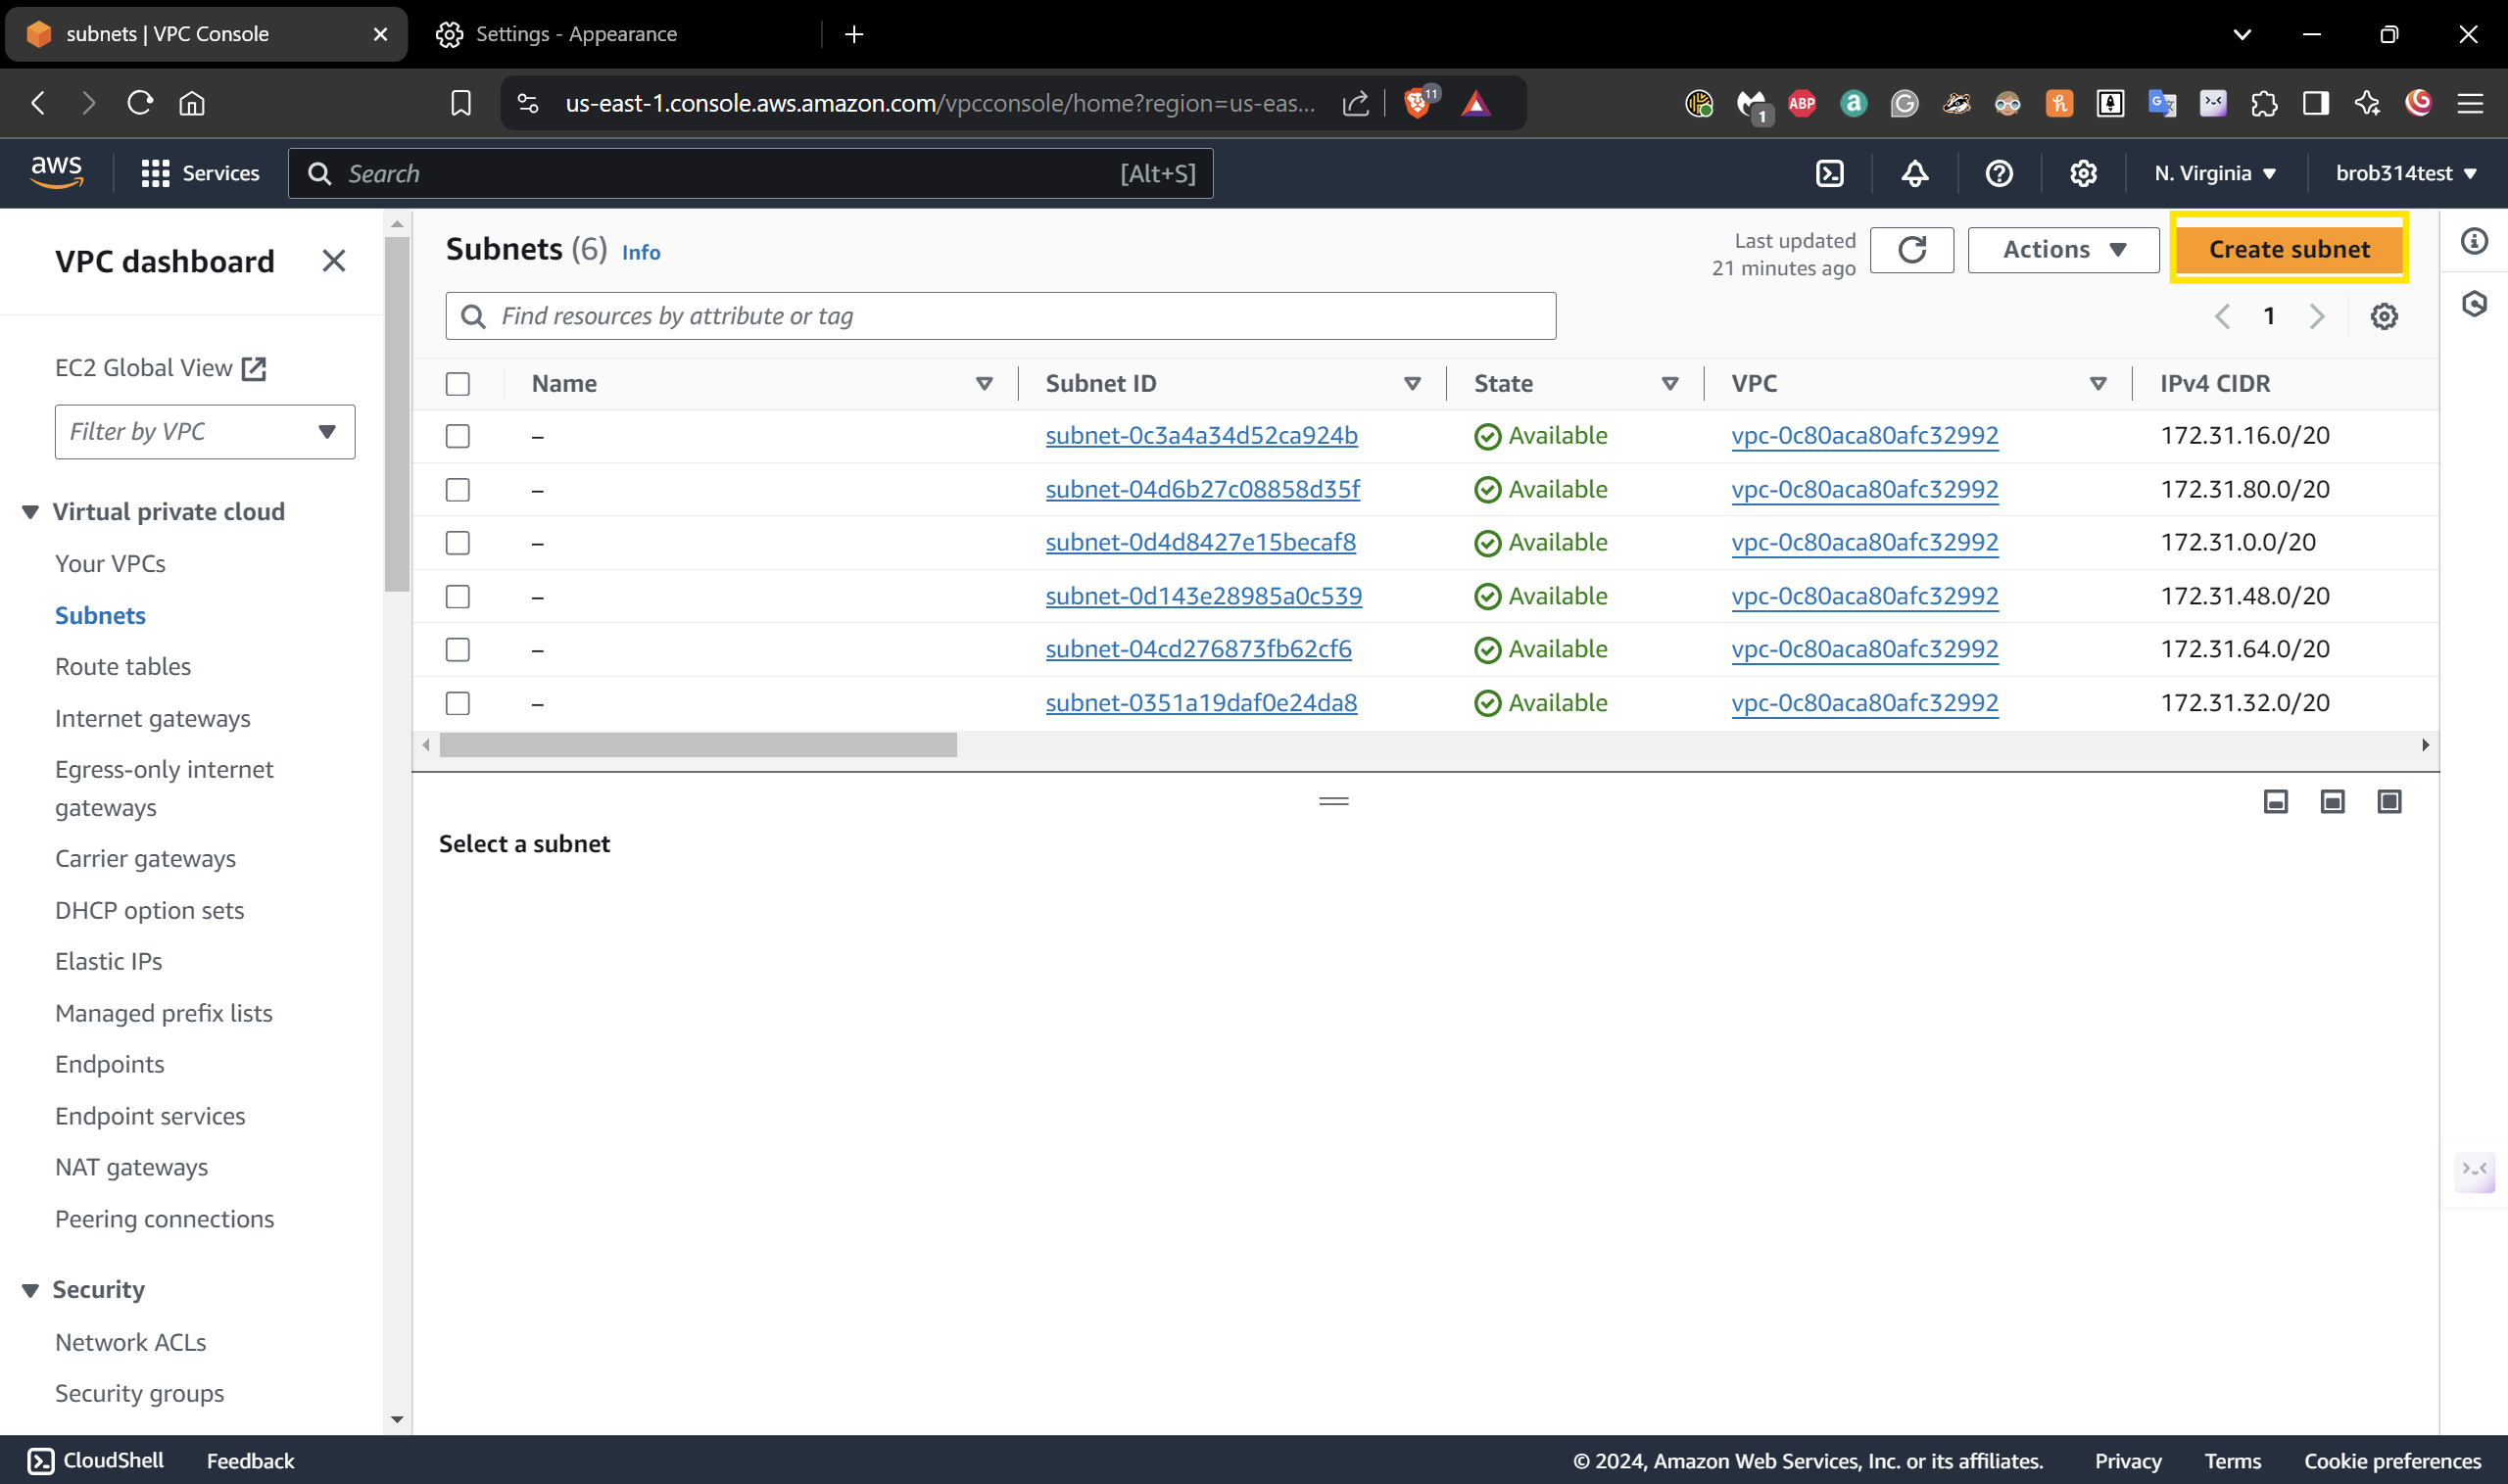 subnets | VPC Console
Settings - Appearance
us-east-1.console.aws.amazon.com/vpcconsole/home?region=us-eas...
11
1
ABP
aws
Services
Search
[Alt+S]
N. Virginia
brob314test
VPC dashboard
EC2 Global View
Filter by VPC
Virtual private cloud
Your VPCs
Subnets
Route tables
Internet gateways
Egress-only internet
gateways
Carrier gateways
DHCP option sets
Elastic IPs
Managed prefix lists
Endpoints
Endpoint services
NAT gateways
Peering connections
Security
Network ACLs
Security groups
Subnets (6) Info
Last updated
21 minutes ago
Actions
Create subnet
Find resources by attribute or tag
1
Name Subnet ID State VPC IPv4 CIDR
– subnet-0c3a4a34d52ca924b Available vpc-0c80aca80afc32992 172.31.16.0/20
– subnet-04d6b27c08858d35f Available vpc-0c80aca80afc32992 172.31.80.0/20
– subnet-0d4d8427e15becaf8 Available vpc-0c80aca80afc32992 172.31.0.0/20
– subnet-0d143e28985a0c539 Available vpc-0c80aca80afc32992 172.31.48.0/20
– subnet-04cd276873fb62cf6 Available vpc-0c80aca80afc32992 172.31.64.0/20
– subnet-0351a19daf0e24da8 Available vpc-0c80aca80afc32992 172.31.32.0/20
Select a subnet
CloudShell
Feedback
© 2024, Amazon Web Services, Inc. or its affiliates.
Privacy
Terms
Cookie preferences